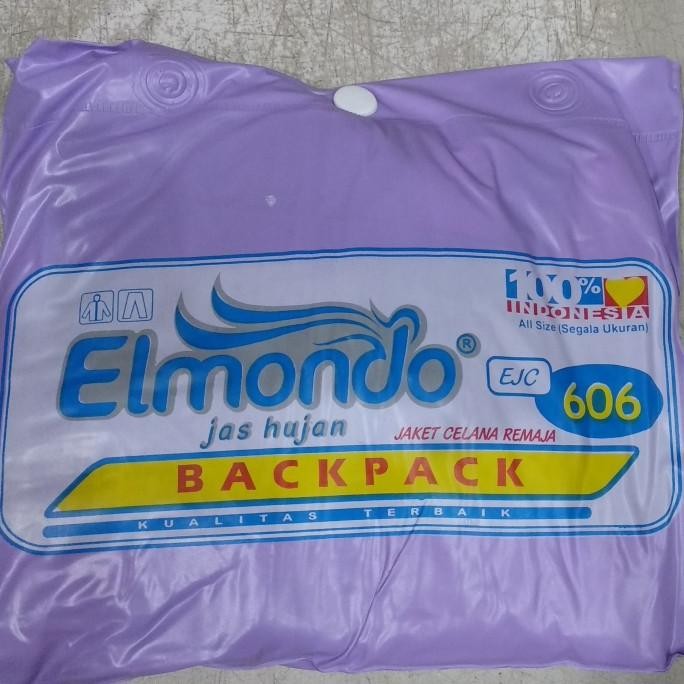 100%
INDONESIA
All Size (Segala Ukuran)
Elmondo®
jas hujan
EJC
606
JAKET CELANA REMAJA
BACKPACK
KUALITAS TERBAIK